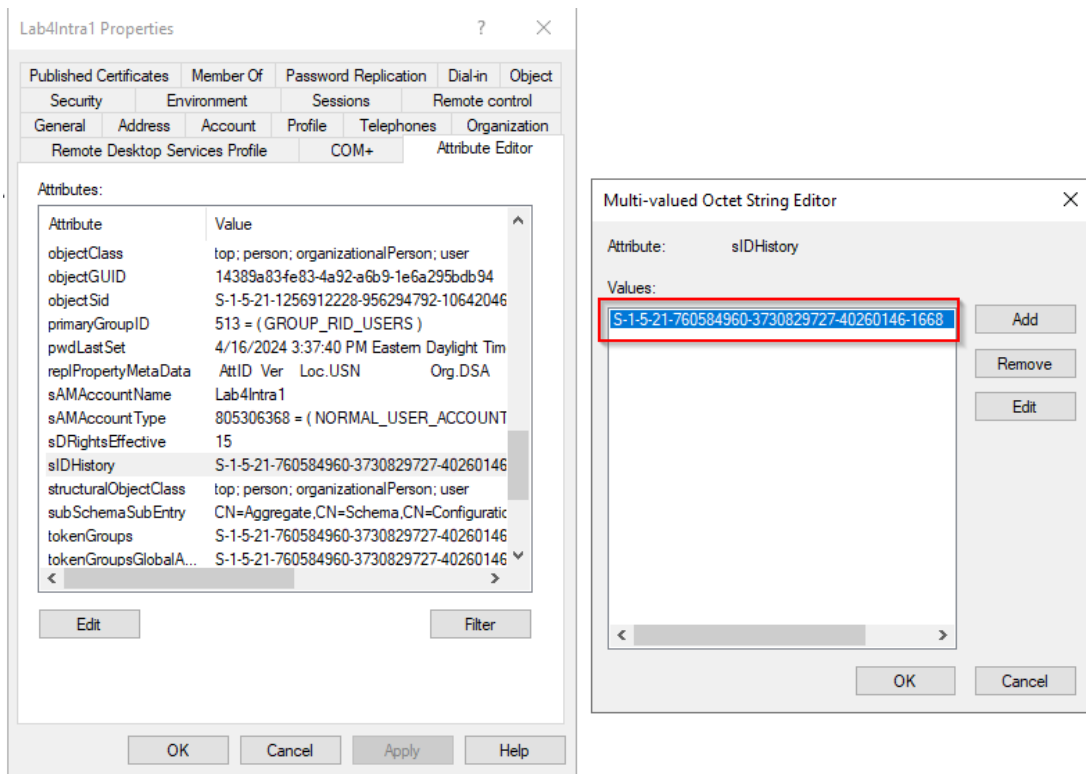 Lab4Intra1 Properties
Published Certificates Member Of Password Replication Dial-in Object
Security Environment Sessions Remote control
General Address Account Profile Telephones Organization
Remote Desktop Services Profile COM+ Attribute Editor
Attributes:
Attribute Value
objectClass top; person; organizationalPerson; user
objectGUID 14389a83-fe83-4a92-a6b9-1e6a295bdb94
objectSid S-1-5-21-1256912228-956294792-10642046
primaryGroupID 513 = ( GROUP_RID_USERS )
pwdLastSet 4/16/2024 3:37:40 PM Eastern Daylight Tim
replPropertyMetaData AttID Ver Loc.USN Org.DSA
sAMAccountName Lab4Intra1
sAMAccountType 805306368 = ( NORMAL_USER_ACCOUNT
sDRightsEffective 15
sIDHistory S-1-5-21-760584960-3730829727-40260146
structuralObjectClass top; person; organizationalPerson; user
subSchemaSubEntry CN=Aggregate,CN=Schema,CN=Configuratic
tokenGroups S-1-5-21-760584960-3730829727-40260146
tokenGroupsGlobalA... S-1-5-21-760584960-3730829727-40260146
Edit Filter
OK Cancel Apply Help
Multi-valued Octet String Editor
Attribute: sIDHistory
Values:
S-1-5-21-760584960-3730829727-40260146-1668
Add
Remove
Edit
OK Cancel